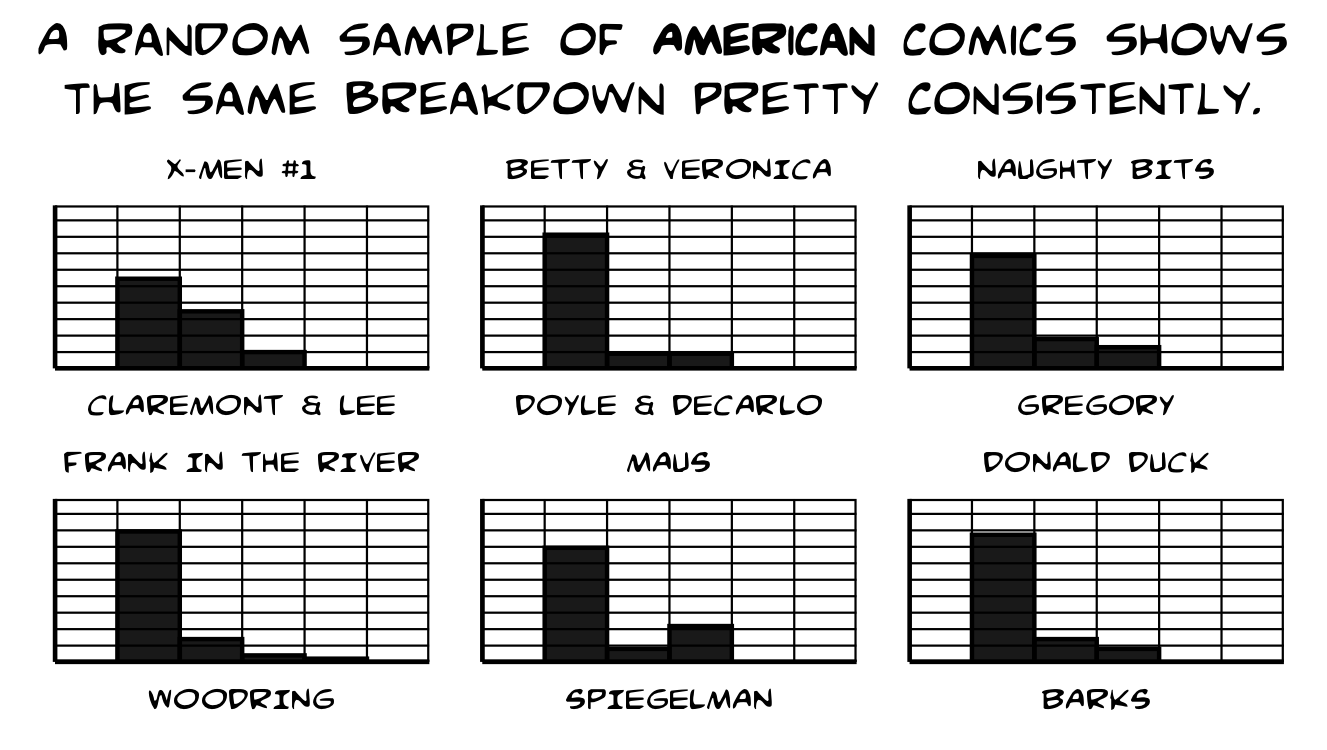 A RANDOM SAMPLE OF AMERICAN COMICS SHOWS
THE SAME BREAKDOWN PRETTY CONSISTENTLY.
X-MEN #1
BETTY & VERONICA
NAUGHTY BITS
CLAREMONT & LEE
DOYLE & DECARLO
GREGORY
FRANK IN THE RIVER
MAUS
DONALD DUCK
WOODRING
SPIEGELMAN
BARKS